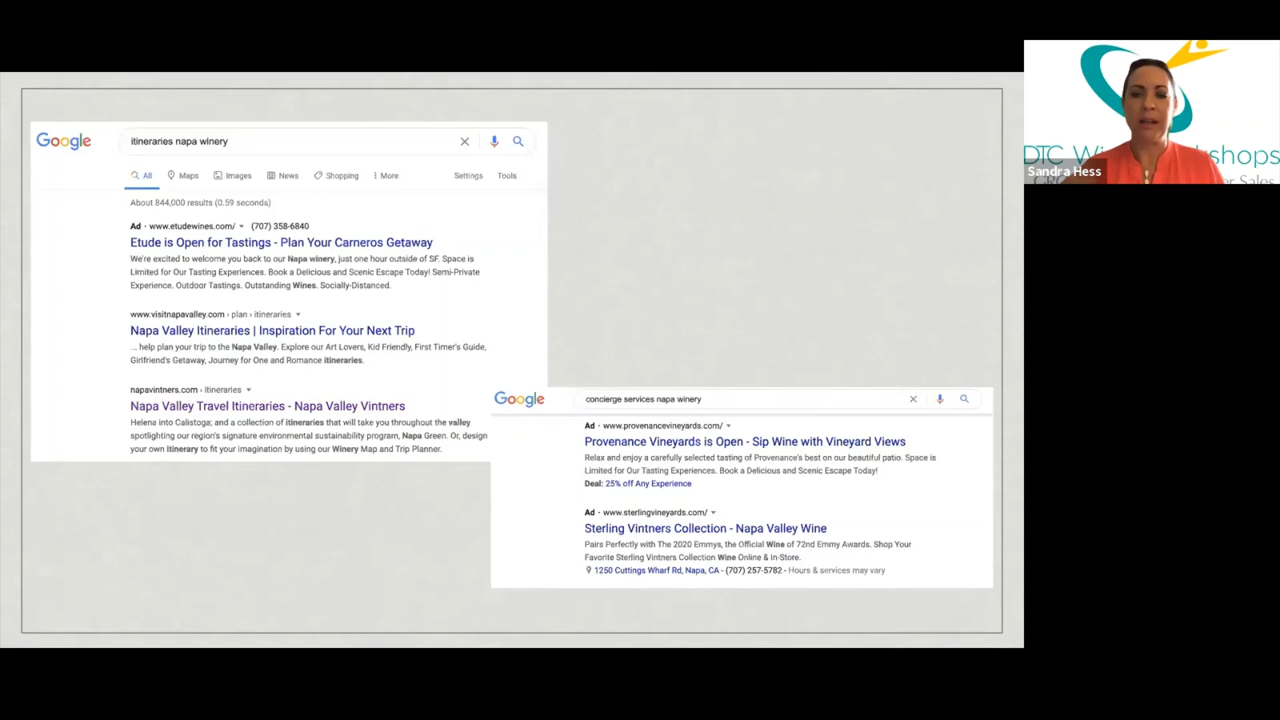 Google
itineraries napa winery
All Maps Images News Shopping More Settings Tools
About 844,000 results (0.59 seconds)
Ad · www.etudewines.com/ (707) 358-6840
Etude is Open for Tastings - Plan Your Carneros Getaway
We're excited to welcome you back to our Napa winery, just one hour outside of SF. Space is
Limited for Our Tasting Experiences. Book a Delicious and Scenic Escape Today! Semi-Private
Experience. Outdoor Tastings. Outstanding Wines. Socially-Distanced.
www.visitnapavalley.com › plan › itineraries
Napa Valley Itineraries | Inspiration For Your Next Trip
... help plan your trip to the Napa Valley. Explore our Art Lovers, Kid Friendly, First Timer's Guide,
Girlfriend's Getaway, Journey for One and Romance itineraries.
napavintners.com › itineraries
Napa Valley Travel Itineraries - Napa Valley Vintners
Helena into Calistoga; and a collection of itineraries that will take you throughout the valley
spotlighting our region's signature environmental sustainability program, Napa Green. Or, design
your own itinerary to fit your imagination by using our Winery Map and Trip Planner.
Google
concierge services napa winery
Ad · www.provenancevineyards.com/
Provenance Vineyards is Open - Sip Wine with Vineyard Views
Relax and enjoy a carefully selected tasting of Provenance's best on our beautiful patio. Space is
Limited for Our Tasting Experiences. Book a Delicious and Scenic Escape Today!
Deal: 25% off Any Experience
Ad · www.sterlingvineyards.com/
Sterling Vintners Collection - Napa Valley Wine
Pairs Perfectly with The 2020 Emmys, the Official Wine of 72nd Emmy Awards. Shop Your
Favorite Sterling Vintners Collection Wine Online & In-Store.
1250 Cuttings Wharf Rd, Napa, CA - (707) 257-5782 - Hours & services may vary
DTC
Sandra Hess
Sales